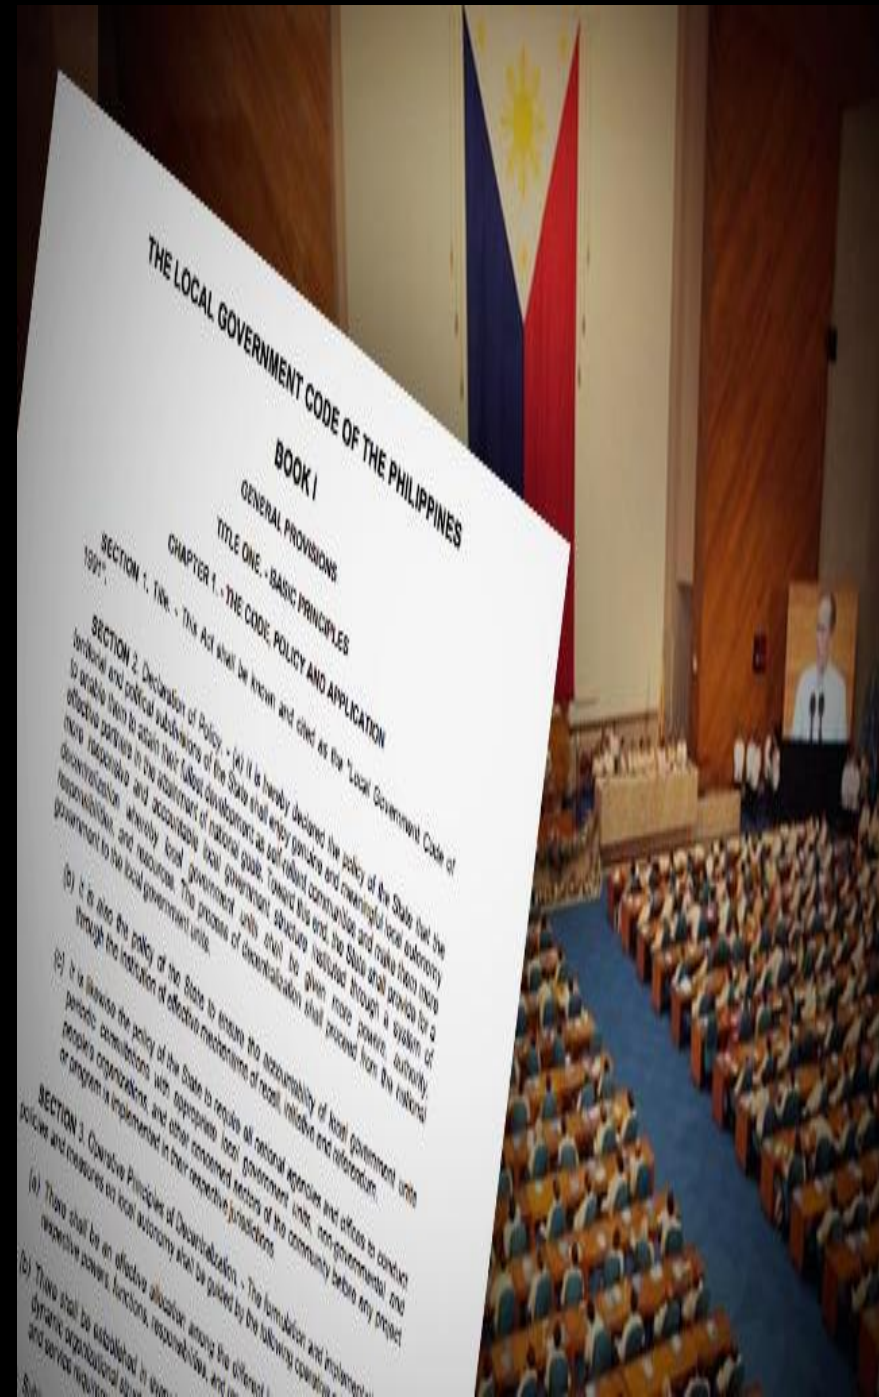 THE LOCAL GOVERNMENT CODE OF THE PHILIPPINES
BOOK I
GENERAL PROVISIONS
TITLE ONE. - BASIC PRINCIPLES
CHAPTER 1. - THE CODE, POLICY AND APPLICATION
SECTION 1. Title. - This Act shall be known and cited as the "Local Government Code of
1991".
SECTION 2. Declaration of Policy. - (a) It is hereby declared the policy of the State that the
territorial and political subdivisions of the State shall enjoy genuine and meaningful local autonomy
to enable them to attain their fullest development as self-reliant communities and make them more
effective partners in the attainment of national goals. Toward this end, the State shall provide for a
more responsive and accountable local government structure instituted through a system of
decentralization whereby local government units shall be given more powers, authority,
responsibilities, and resources. The process of decentralization shall proceed from the national
government to the local government units.
(b) It is also the policy of the State to ensure the accountability of local government units
through the institution of effective mechanisms of recall, initiative and referendum.
(c) It is likewise the policy of the State to require all national agencies and offices to conduct
periodic consultations with appropriate local government units, non-governmental and
people's organizations, and other concerned sectors of the community before any project
or program is implemented in their respective jurisdictions.
SECTION 3. Operative Principles of Decentralization. - The formulation and implementat
policies and measures on local autonomy shall be guided by the following operative
(a) There shall be an effective allocation among the different
respective powers, functions, responsibilities, and
(b) There shall be established in
dynamic organizational
and service